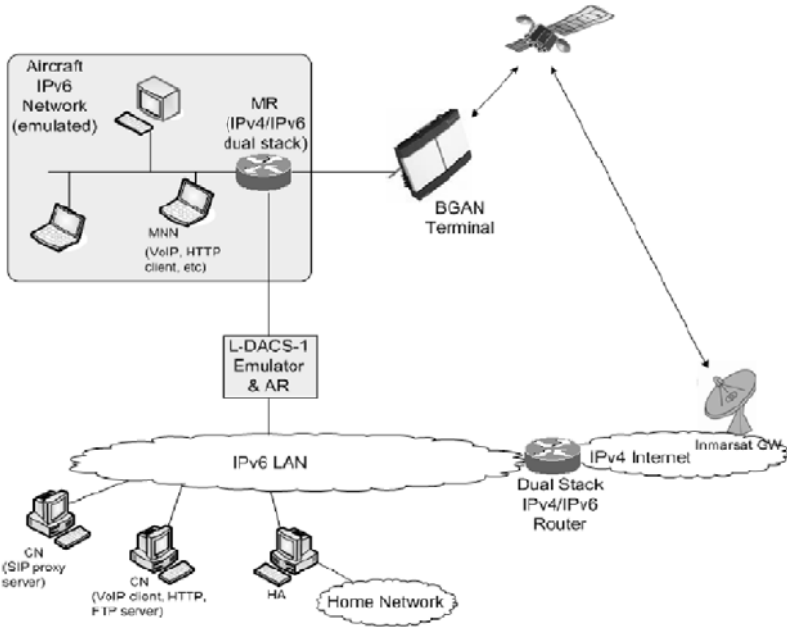 Aircraft
IPv6
Network
(emulated)
MR
(IPv4/IPv6
dual stack)
MNN
(VoIP, HTTP
client, etc)
BGAN
Terminal
L-DACS-1
Emulator
& AR
IPv6 LAN
IPv4 Internet
Inmarsat GW
Dual Stack
IPv4/IPv6
Router
CN
(SIP proxy
server)
CN
(VoIP client, HTTP,
FTP server)
HA
Home Network